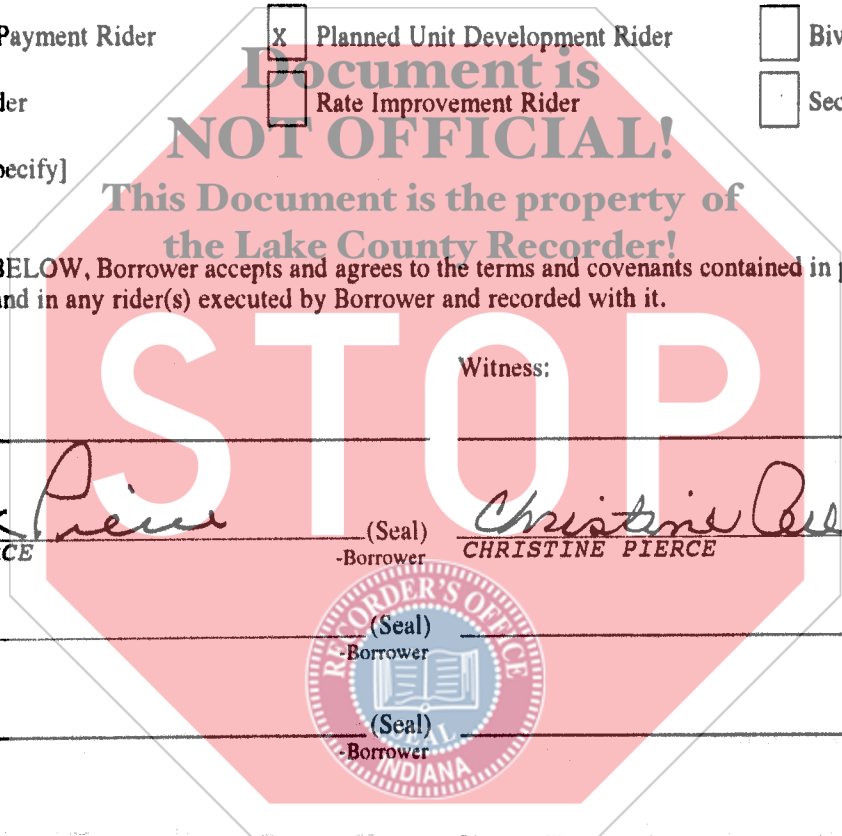 Payment Rider x Planned Unit Development Rider Biv
Document is
der Rate Improvement Rider Sec
NOT OFFICIAL!
pecify]
This Document is the property of
the Lake County Recorder!
BELOW, Borrower accepts and agrees to the terms and covenants contained in p
nd in any rider(s) executed by Borrower and recorded with it.
STOP
Witness:
Pierce (Seal) Christine
CE -Borrower CHRISTINE PIERCE
RECORDER'S OFFICE
(Seal)
-Borrower
(Seal)
SEAL
-Borrower
INDIANA